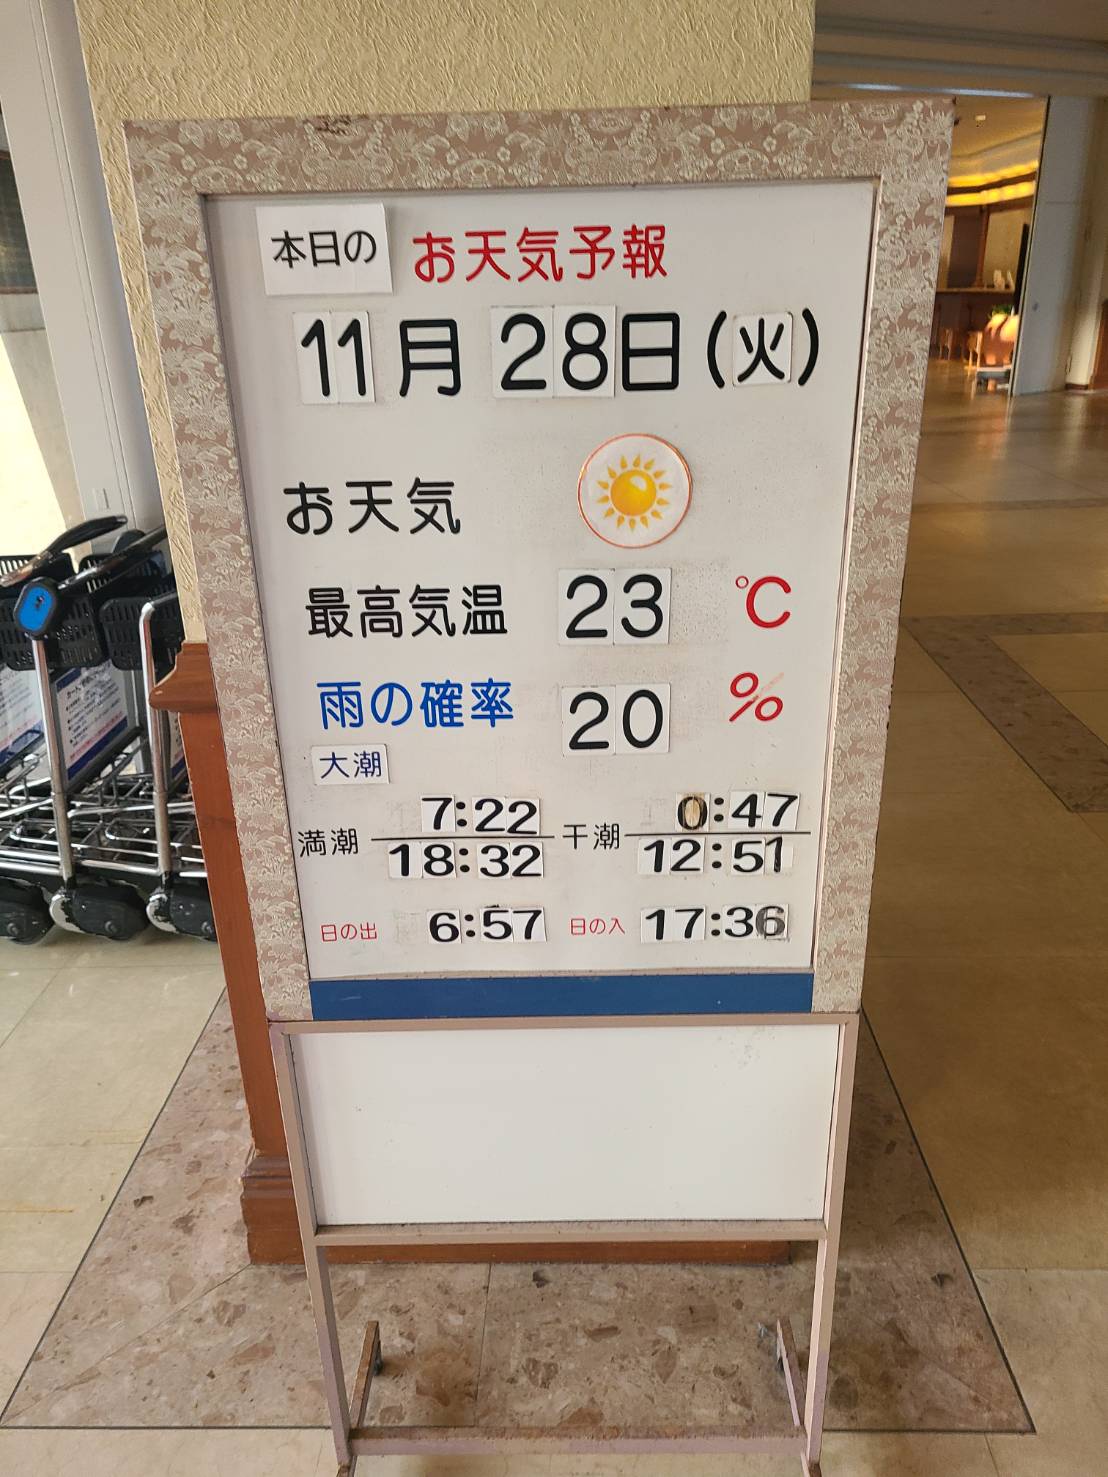 本日の お天気予報
11月 28日(火)
お天気
最高気温 23 ℃
雨の確率 20 %
大潮
満潮 7:22 干潮 0:47
18:32 12:51
日の出 6:57 日の入 17:36